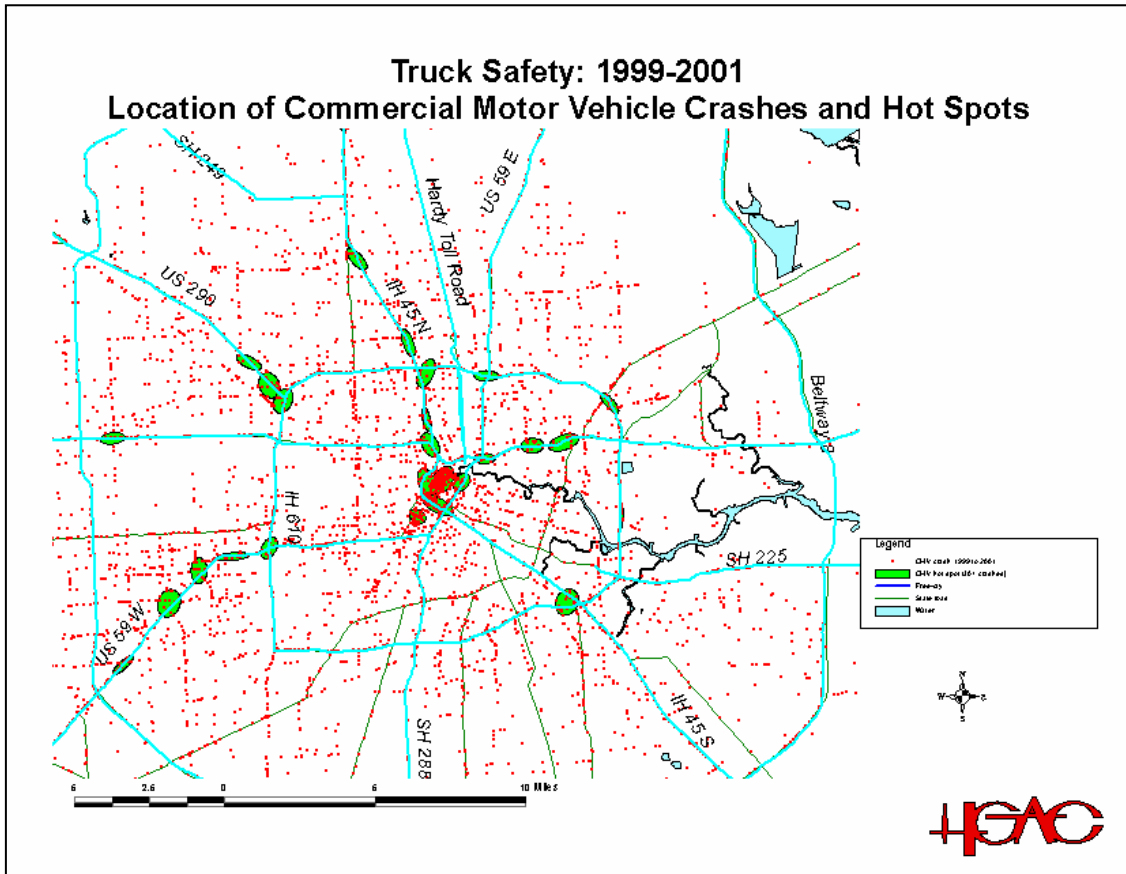 Truck Safety: 1999-2001
Location of Commercial Motor Vehicle Crashes and Hot Spots
SH 249
US 59 E
Hardy Toll Road
US 290
IH 45 N
Beltway 8
IH 610
SH 225
US 59 W
SH 288
IH 45 S
Legend
Water
N
W
E
S
0
10 Miles
HGAC